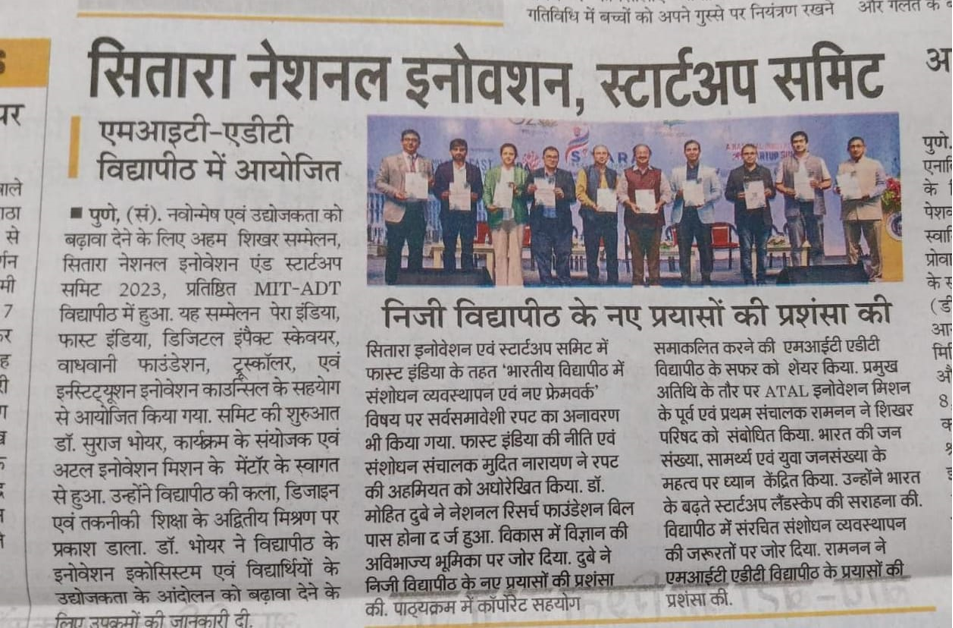 गतिविधि में बच्चों को अपने गुस्से पर नियंत्रण रखने
और गलत के
सितारा नेशनल इनोवशन, स्टार्टअप समिट
एमआइटी-एडीटी
विद्यापीठ में आयोजित
■ पुणे, (सं). नवोन्मेष एवं उद्योजकता को
बढ़ावा देने के लिए अहम शिखर सम्मेलन,
सितारा नेशनल इनोवेशन एंड स्टार्टअप
समिट 2023, प्रतिष्ठित MIT-ADT
विद्यापीठ में हुआ. यह सम्मेलन पेरा इंडिया,
फास्ट इंडिया, डिजिटल इंपैक्ट स्केवयर,
वाधवानी फाउंडेशन, ट्रूस्कॉलर, एवं
इन्स्टिट्यूशन इनोवेशन काउन्सिल के सहयोग
से आयोजित किया गया. समिट की शुरुआत
डॉ. सुराज भोयर, कार्यक्रम के संयोजक एवं
अटल इनोवेशन मिशन के मेंटॉर के स्वागत
से हुआ. उन्होंने विद्यापीठ की कला, डिजाइन
एवं तकनीकी शिक्षा के अद्वितीय मिश्रण पर
प्रकाश डाला. डॉ. भोयर ने विद्यापीठ के
इनोवेशन इकोसिस्टम एवं विद्यार्थियों के
उद्योजकता के आंदोलन को बढ़ावा देने के
लिए उपक्रमों की जानकारी दी.
निजी विद्यापीठ के नए प्रयासों की प्रशंसा की
सितारा इनोवेशन एवं स्टार्टअप समिट में
फास्ट इंडिया के तहत 'भारतीय विद्यापीठ में
संशोधन व्यवस्थापन एवं नए फ्रेमवर्क'
विषय पर सर्वसमावेशी रपट का अनावरण
भी किया गया. फास्ट इंडिया की नीति एवं
संशोधन संचालक मुदित नारायण ने रपट
की अहमियत को अधोरेखित किया. डॉ.
मोहित दुबे ने नेशनल रिसर्च फाउंडेशन बिल
पास होना द र्ज हुआ. विकास में विज्ञान की
अविभाज्य भूमिका पर जोर दिया. दुबे ने
निजी विद्यापीठ के नए प्रयासों की प्रशंसा
की. पाठ्यक्रम में कॉर्पोरेट सहयोग
समाकलित करने की एमआईटी एडीटी
विद्यापीठ के सफर को शेयर किया. प्रमुख
अतिथि के तौर पर ATAL इनोवेशन मिशन
के पूर्व एवं प्रथम संचालक रामनन ने शिखर
परिषद को संबोधित किया. भारत की जन
संख्या, सामर्थ्य एवं युवा जनसंख्या के
महत्व पर ध्यान केंद्रित किया. उन्होंने भारत
के बढ़ते स्टार्टअप लैंडस्केप की सराहना की.
विद्यापीठ में संरचित संशोधन व्यवस्थापन
की जरूरतों पर जोर दिया. रामनन ने
एमआईटी एडीटी विद्यापीठ के प्रयासों की
प्रशंसा की.